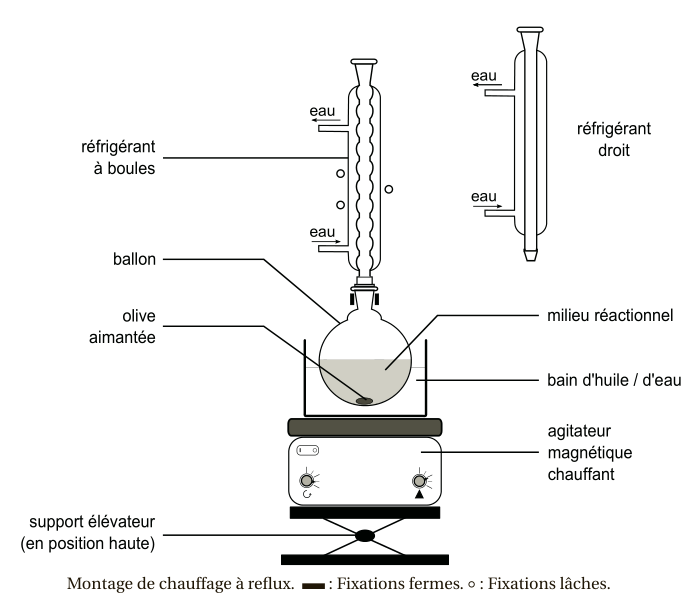 eau
réfrigérant
droit
eau
réfrigérant
à boules
eau
eau
ballon
olive
aimantée
milieu réactionnel
bain d'huile / d'eau
agitateur
magnétique
chauffant
support élévateur
(en position haute)
eau
Montage de chauffage à reflux. : Fixations fermes. : Fixations lâches.